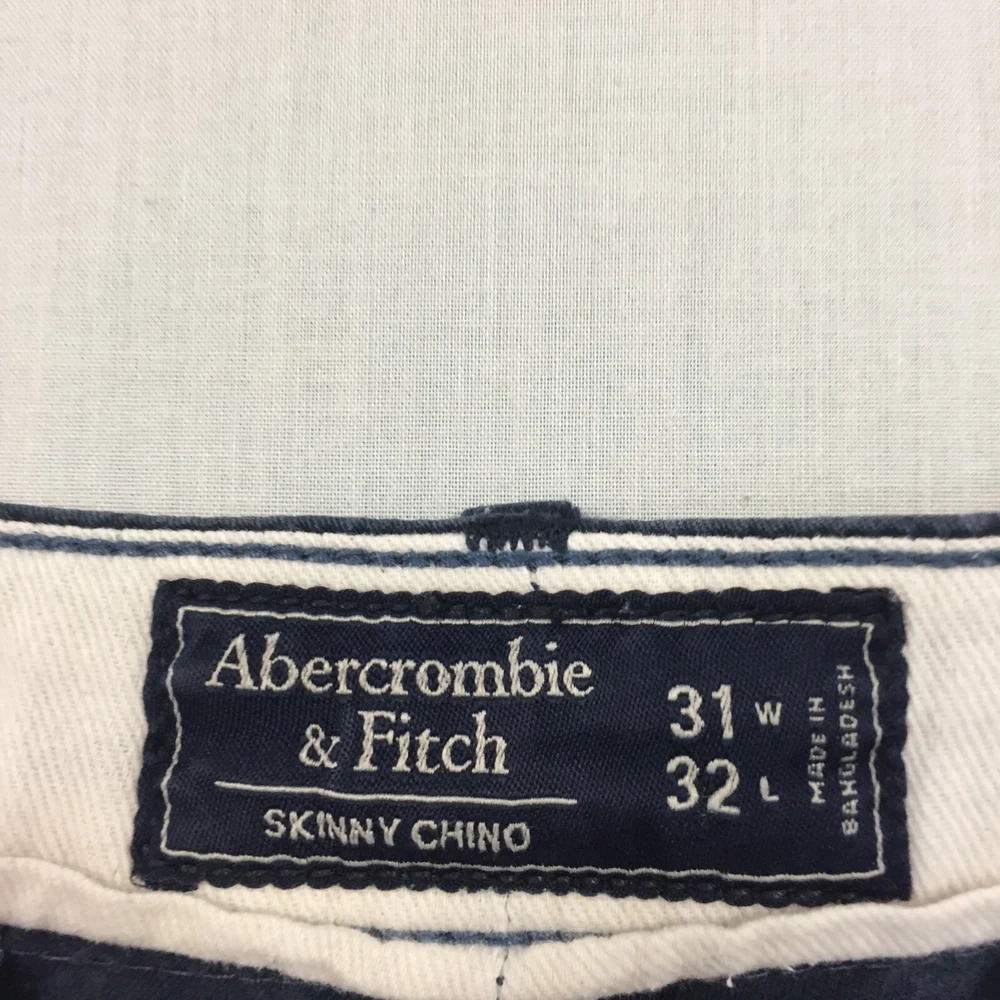 Abercrombie
& Fitch
SKINNY CHINO
31 W
32 L
MADE IN
BANGLADESH